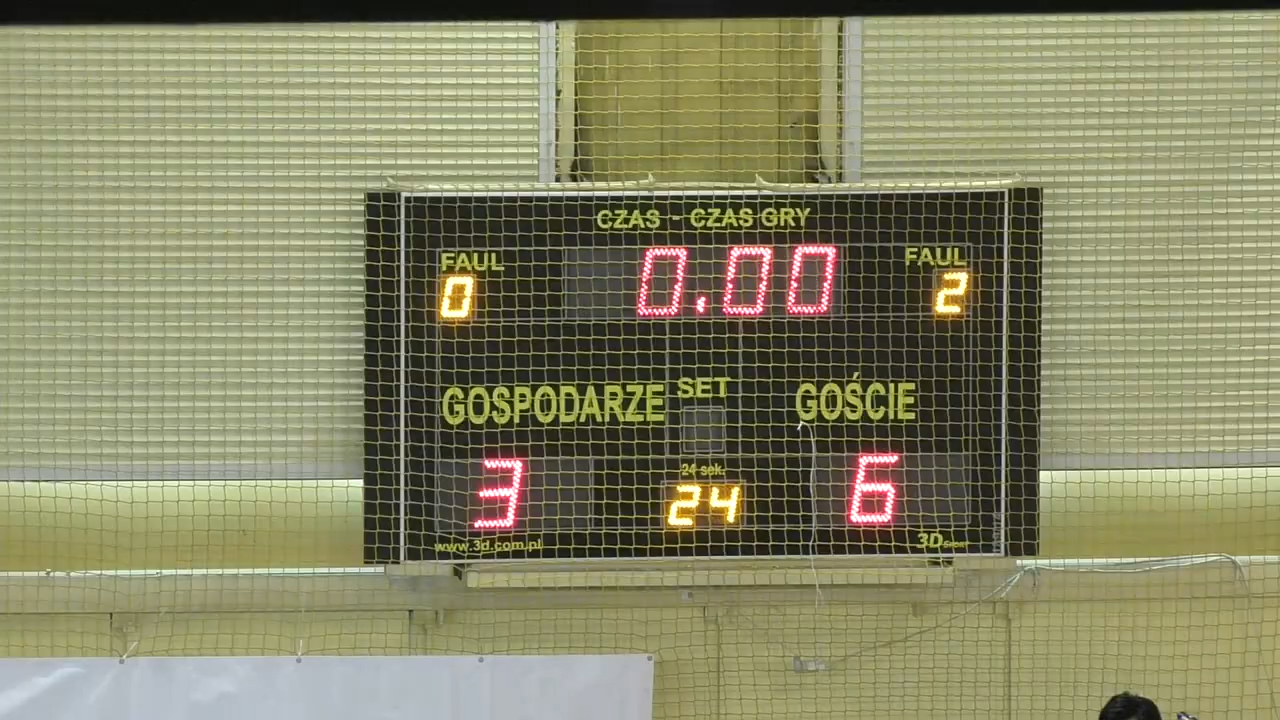 CZAS - CZAS GRY
FAUL 0.00 FAUL
0 2
GOSPODARZE SET GOŚCIE
24 sek.
3 24 6
www.3d.com.pl 3D SPORT